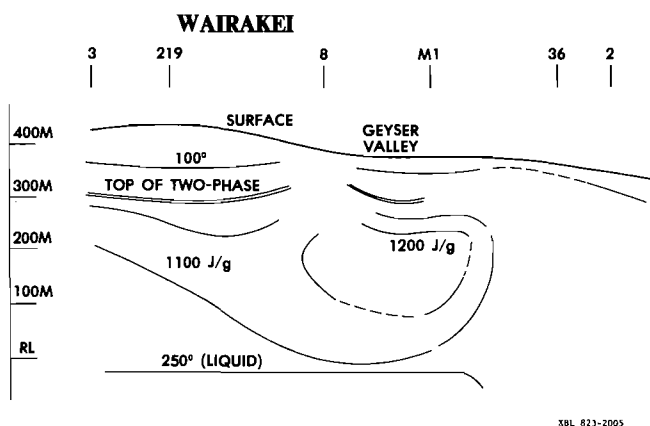 WAIRAKEI
3 219 8 M1 36 2
400M
SURFACE
GEYSER
VALLEY
100°
300M
TOP OF TWO-PHASE
200M
1100 J/g
1200 J/g
100M
RL
250° (LIQUID)
XBL 823-2005